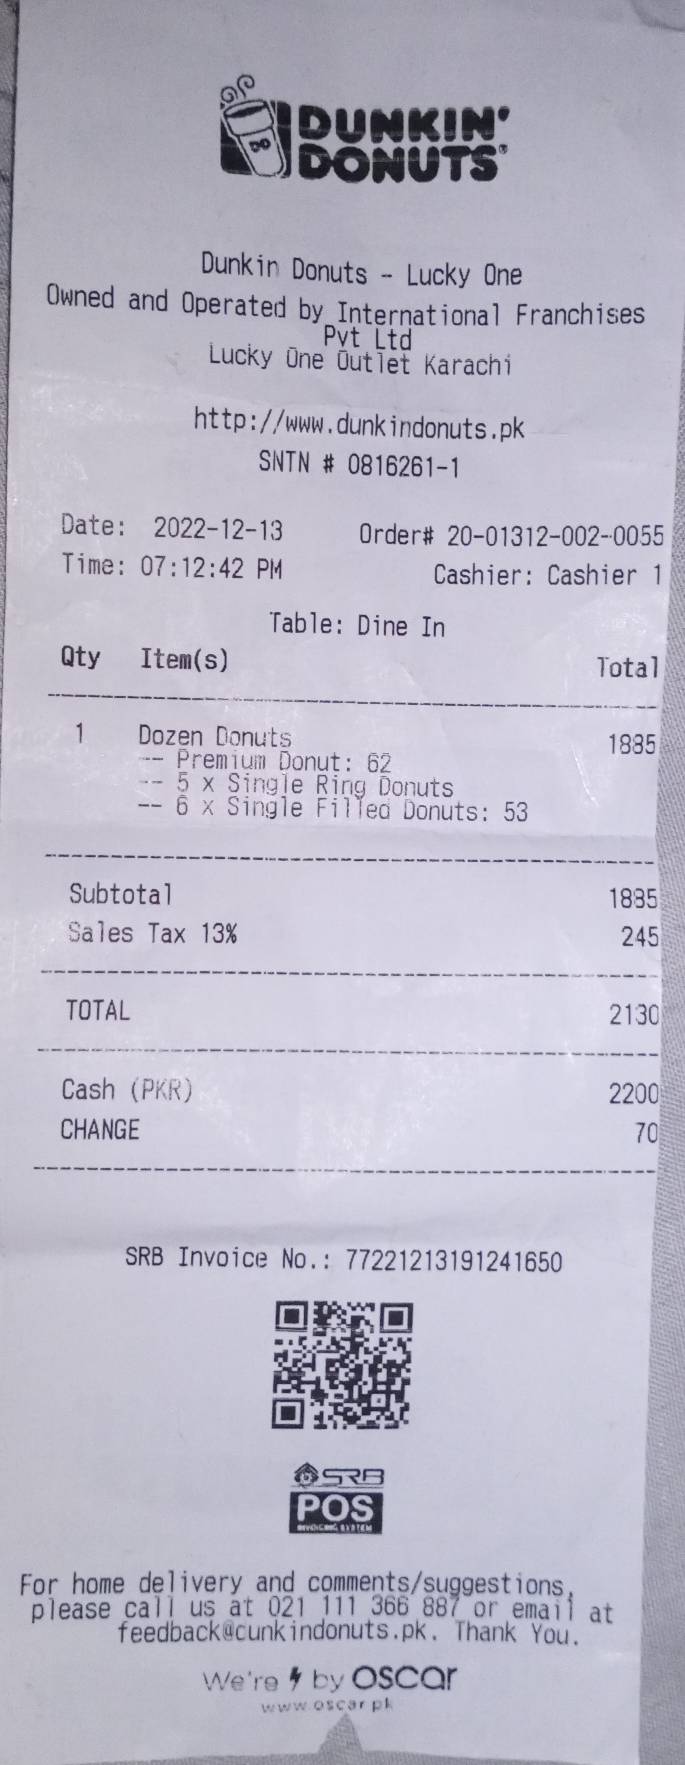 DUNKIN'
DONUTS®
Dunkin Donuts - Lucky One
Owned and Operated by International Franchises
Pvt Ltd
Lucky One Outlet Karachi
http://www.dunkindonuts.pk
SNTN # 0816261-1
Date: 2022-12-13 Order# 20-01312-002-0055
Time: 07:12:42 PM Cashier: Cashier 1
Table: Dine In
Qty Item(s) Total
1 Dozen Donuts 1885
-- Premium Donut: 62
-- 5 x Single Ring Donuts
-- 6 x Single Filled Donuts: 53
Subtotal 1885
Sales Tax 13% 245
TOTAL 2130
Cash (PKR) 2200
CHANGE 70
SRB Invoice No.: 77221213191241650
SRB
POS
INVOICING SYSTEM
For home delivery and comments/suggestions,
please call us at 021 111 366 887 or email at
feedback@cunkindonuts.pk. Thank You.
We're by OSCAR
www.oscar.pk